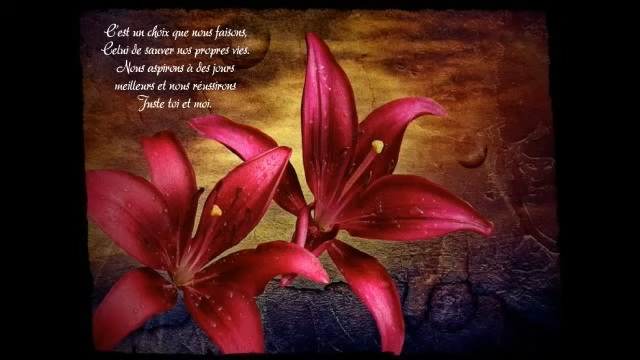 C'est un choix que nous faisons,
Celui de sauver nos propres vies.
Nous aspirons à des jours
meilleurs et nous réussirons
Juste toi et moi.